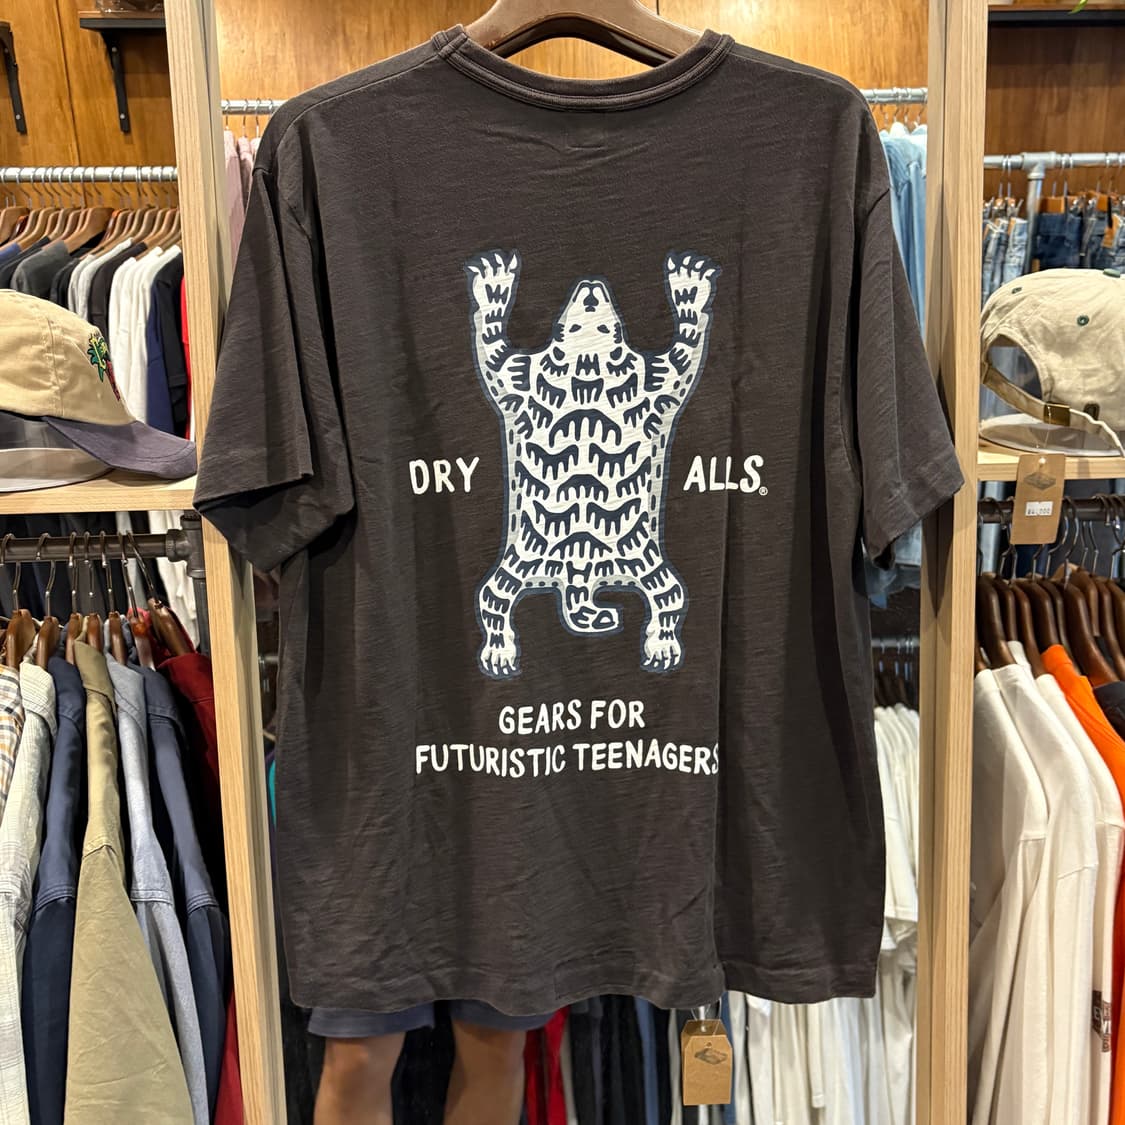 DRY ALLS®
GEARS FOR
FUTURISTIC TEENAGERS